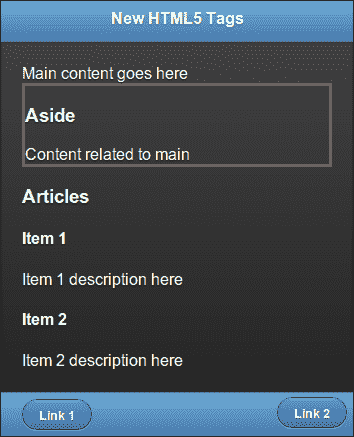 New HTML5 Tags
Main content goes here
Aside
Content related to main
Articles
Item 1
Item 1 description here
Item 2
Item 2 description here
Link 1
Link 2